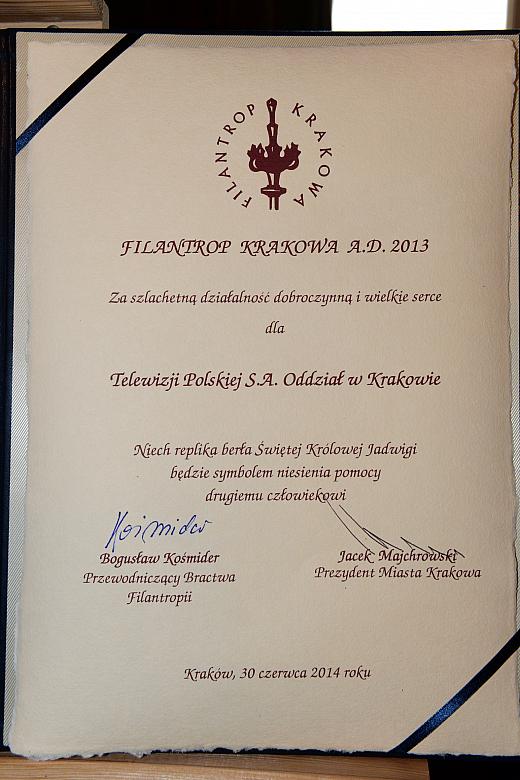 FILANTROP KRAKOWA
FILANTROP KRAKOWA A.D. 2013
Za szlachetną działalność dobroczynną i wielkie serce
dla
Telewizji Polskiej S.A. Oddział w Krakowie
Niech replika berła Świętej Królowej Jadwigi
będzie symbolem niesienia pomocy
drugiemu człowiekowi
Kośmider
Bogusław Kośmider
Przewodniczący Bractwa
Filantropii
Jacek Majchrowski
Prezydent Miasta Krakowa
Kraków, 30 czerwca 2014 roku